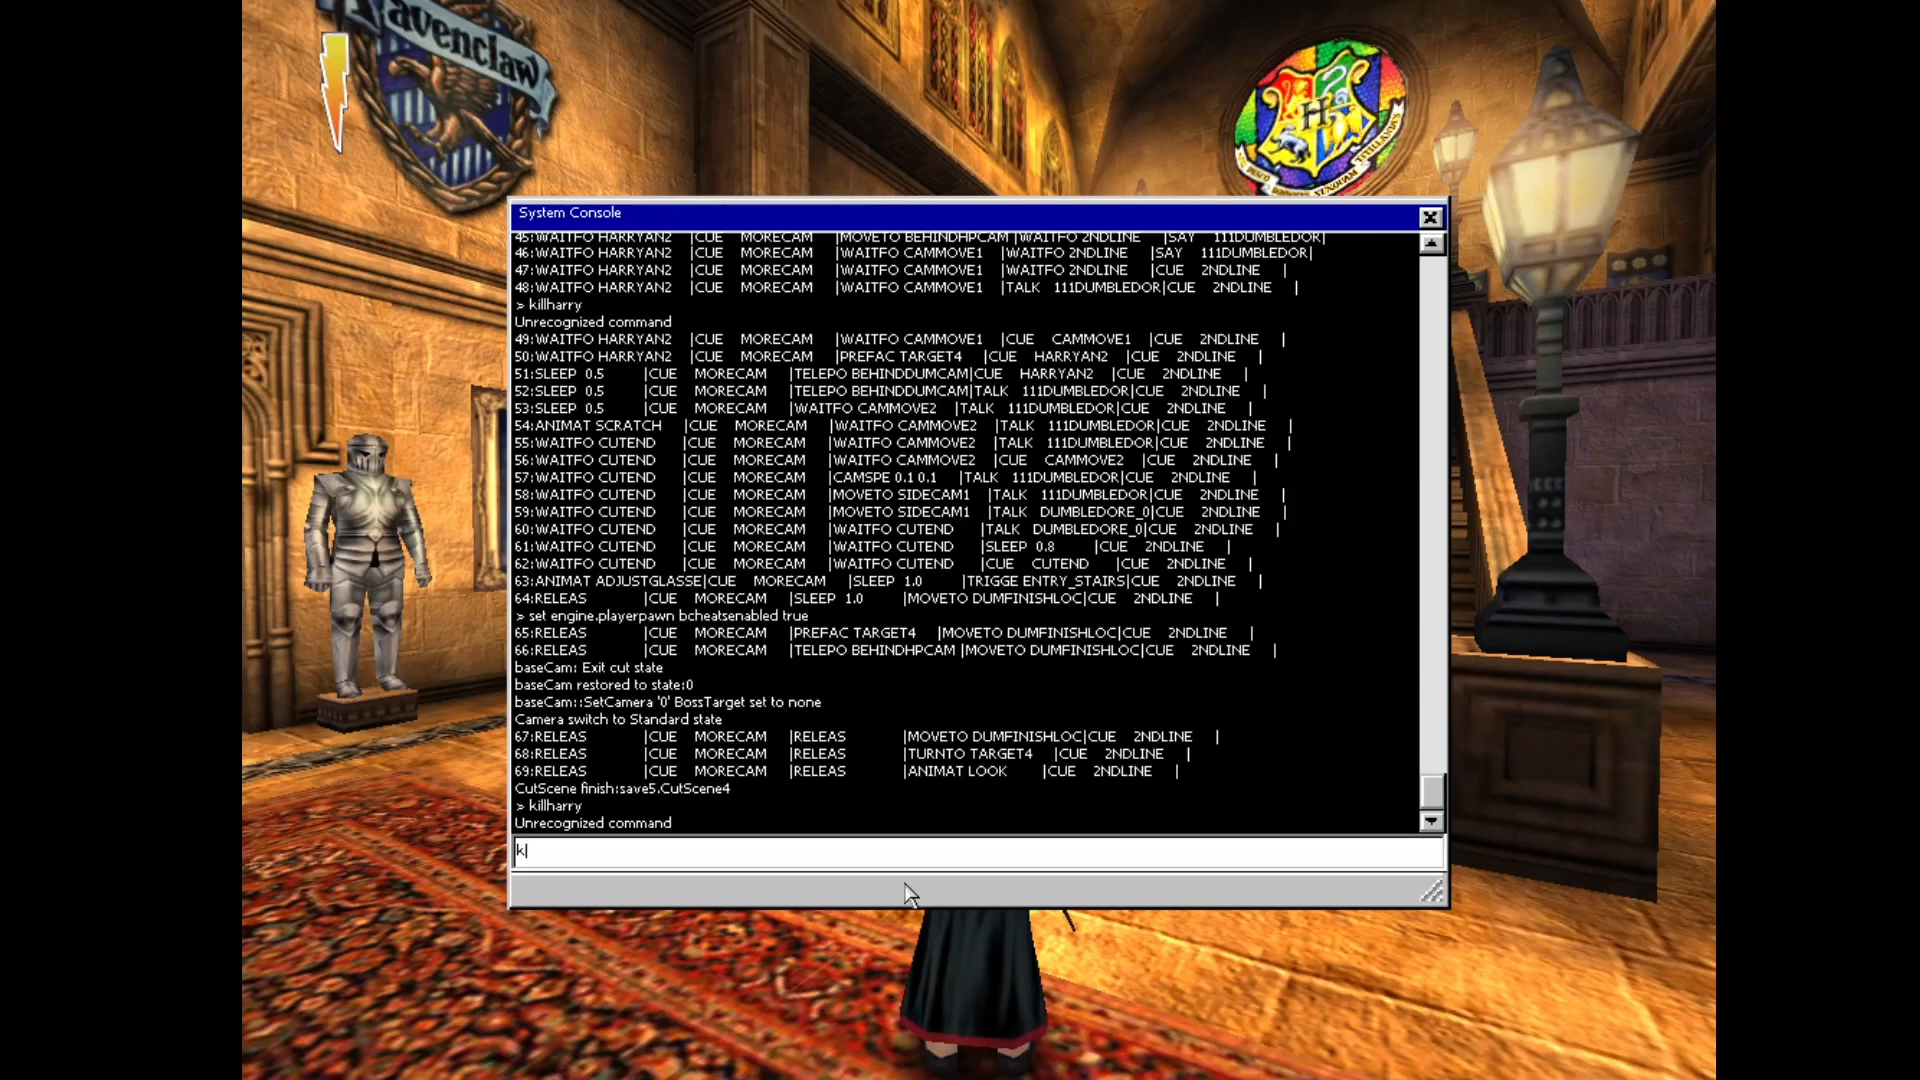 Ravenclaw
H
System Console
45:WAITFO HARRYAN2 |CUE MORECAM |MOVETO BEHINDHPCAM |WAITFO 2NDLINE |SAY 111DUMBLEDOR|
46:WAITFO HARRYAN2 |CUE MORECAM |WAITFO CAMMOVE1 |WAITFO 2NDLINE |SAY 111DUMBLEDOR|
47:WAITFO HARRYAN2 |CUE MORECAM |WAITFO CAMMOVE1 |WAITFO 2NDLINE |CUE 2NDLINE |
48:WAITFO HARRYAN2 |CUE MORECAM |WAITFO CAMMOVE1 |TALK 111DUMBLEDOR|CUE 2NDLINE |
> killharry
Unrecognized command
49:WAITFO HARRYAN2 |CUE MORECAM |WAITFO CAMMOVE1 |CUE CAMMOVE1 |CUE 2NDLINE |
50:WAITFO HARRYAN2 |CUE MORECAM |PREFAC TARGET4 |CUE HARRYAN2 |CUE 2NDLINE |
51:SLEEP 0.5 |CUE MORECAM |TELEPO BEHINDDUMCAM|CUE HARRYAN2 |CUE 2NDLINE |
52:SLEEP 0.5 |CUE MORECAM |TELEPO BEHINDDUMCAM|TALK 111DUMBLEDOR|CUE 2NDLINE |
53:SLEEP 0.5 |CUE MORECAM |WAITFO CAMMOVE2 |TALK 111DUMBLEDOR|CUE 2NDLINE |
54:ANIMAT SCRATCH |CUE MORECAM |WAITFO CAMMOVE2 |TALK 111DUMBLEDOR|CUE 2NDLINE |
55:WAITFO CUTEND |CUE MORECAM |WAITFO CAMMOVE2 |TALK 111DUMBLEDOR|CUE 2NDLINE |
56:WAITFO CUTEND |CUE MORECAM |WAITFO CAMMOVE2 |CUE CAMMOVE2 |CUE 2NDLINE |
57:WAITFO CUTEND |CUE MORECAM |CAMSPE 0.1 0.1 |TALK 111DUMBLEDOR|CUE 2NDLINE |
58:WAITFO CUTEND |CUE MORECAM |MOVETO SIDECAM1 |TALK 111DUMBLEDOR|CUE 2NDLINE |
59:WAITFO CUTEND |CUE MORECAM |MOVETO SIDECAM1 |TALK DUMBLEDORE_0|CUE 2NDLINE |
60:WAITFO CUTEND |CUE MORECAM |WAITFO CUTEND |TALK DUMBLEDORE_0|CUE 2NDLINE |
61:WAITFO CUTEND |CUE MORECAM |WAITFO CUTEND |SLEEP 0.8 |CUE 2NDLINE |
62:WAITFO CUTEND |CUE MORECAM |WAITFO CUTEND |CUE CUTEND |CUE 2NDLINE |
63:ANIMAT ADJUSTGLASSE|CUE MORECAM |SLEEP 1.0 |TRIGGE ENTRY_STAIRS|CUE 2NDLINE |
64:RELEAS |CUE MORECAM |SLEEP 1.0 |MOVETO DUMFINISHLOC|CUE 2NDLINE |
> set engine.playerpawn bcheatsenabled true
65:RELEAS |CUE MORECAM |PREFAC TARGET4 |MOVETO DUMFINISHLOC|CUE 2NDLINE |
66:RELEAS |CUE MORECAM |TELEPO BEHINDHPCAM |MOVETO DUMFINISHLOC|CUE 2NDLINE |
baseCam: Exit cut state
baseCam restored to state:0
baseCam::SetCamera '0' BossTarget set to none
Camera switch to Standard state
67:RELEAS |CUE MORECAM |RELEAS |MOVETO DUMFINISHLOC|CUE 2NDLINE |
68:RELEAS |CUE MORECAM |RELEAS |TURNTO TARGET4 |CUE 2NDLINE |
69:RELEAS |CUE MORECAM |RELEAS |ANIMAT LOOK |CUE 2NDLINE |
CutScene finish:save5.CutScene4
> killharry
Unrecognized command
k